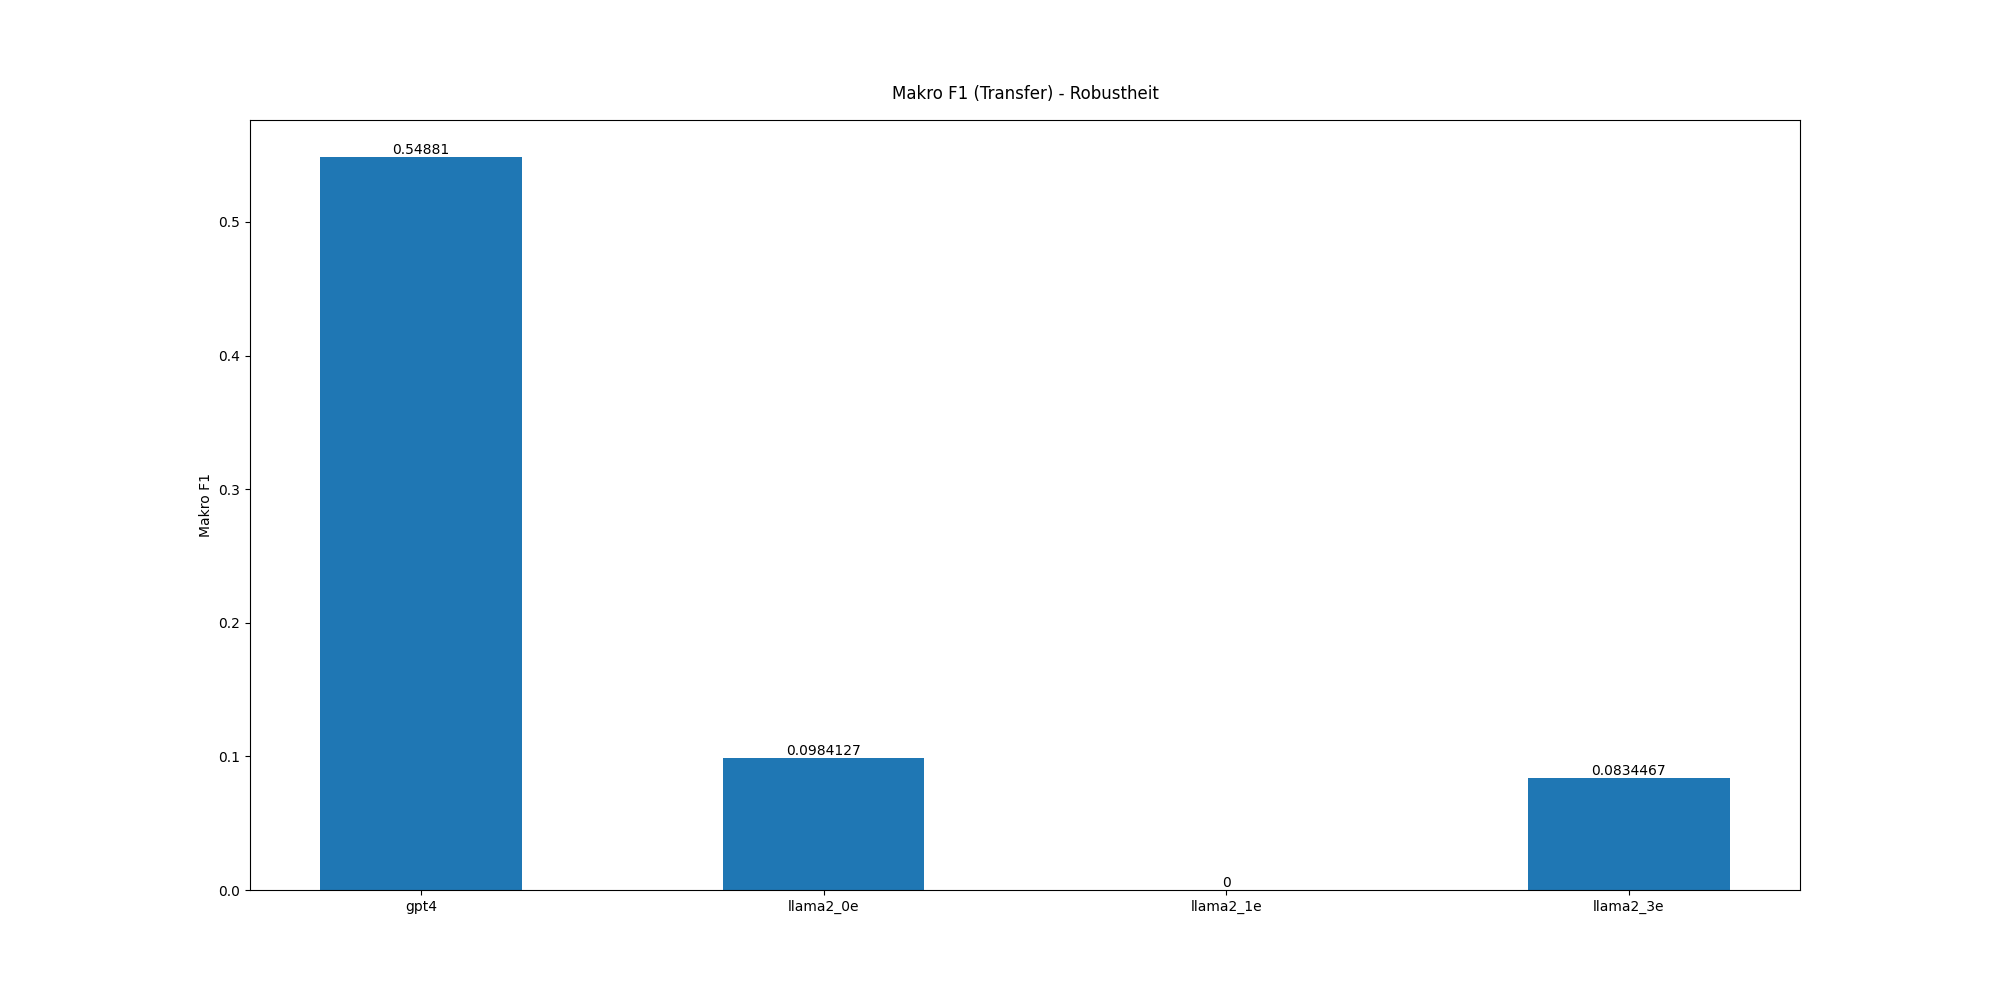 Makro F1 (Transfer) - Robustheit
Makro F1
0.5
0.4
0.3
0.2
0.1
0.0
0.54881
0.0984127
0
0.0834467
gpt4
llama2_0e
llama2_1e
llama2_3e